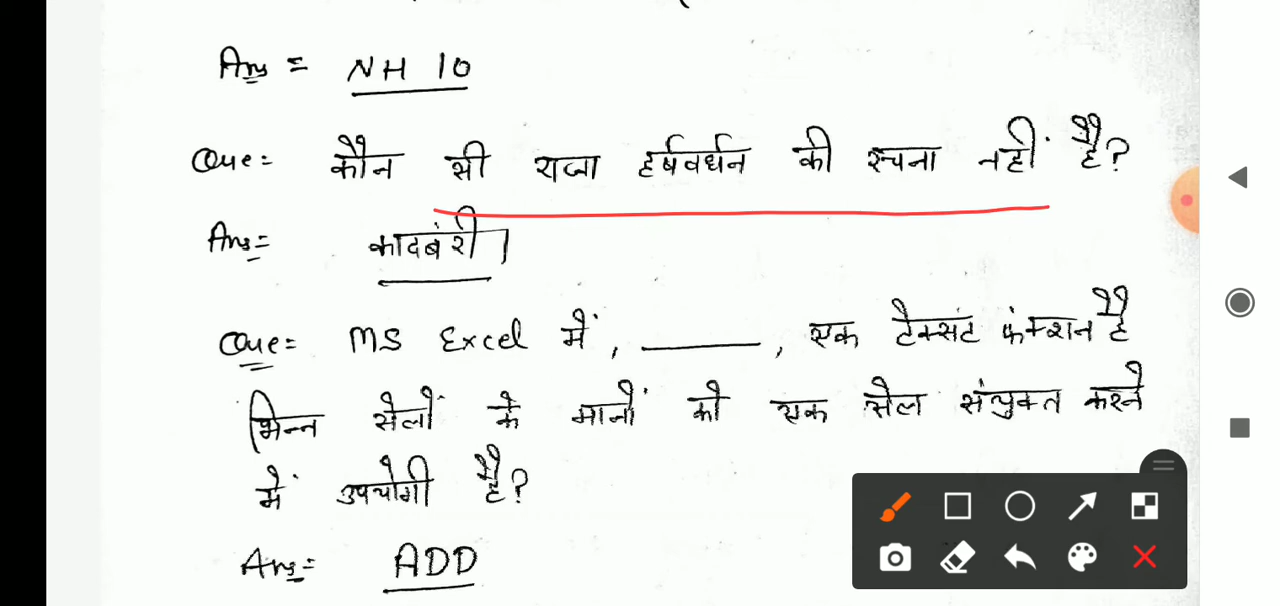 Ans = NH 10
Que= कौन सी राजा हर्षवर्धन की रचना नहीं है?
Ans= कादबंरी।
Que= MS Excel में, ______, एक टैक्सट फंक्शन है
भिन्न सेलों के मानों को एक सेल संयुक्त करने
में उपयोगी है?
Ans= ADD